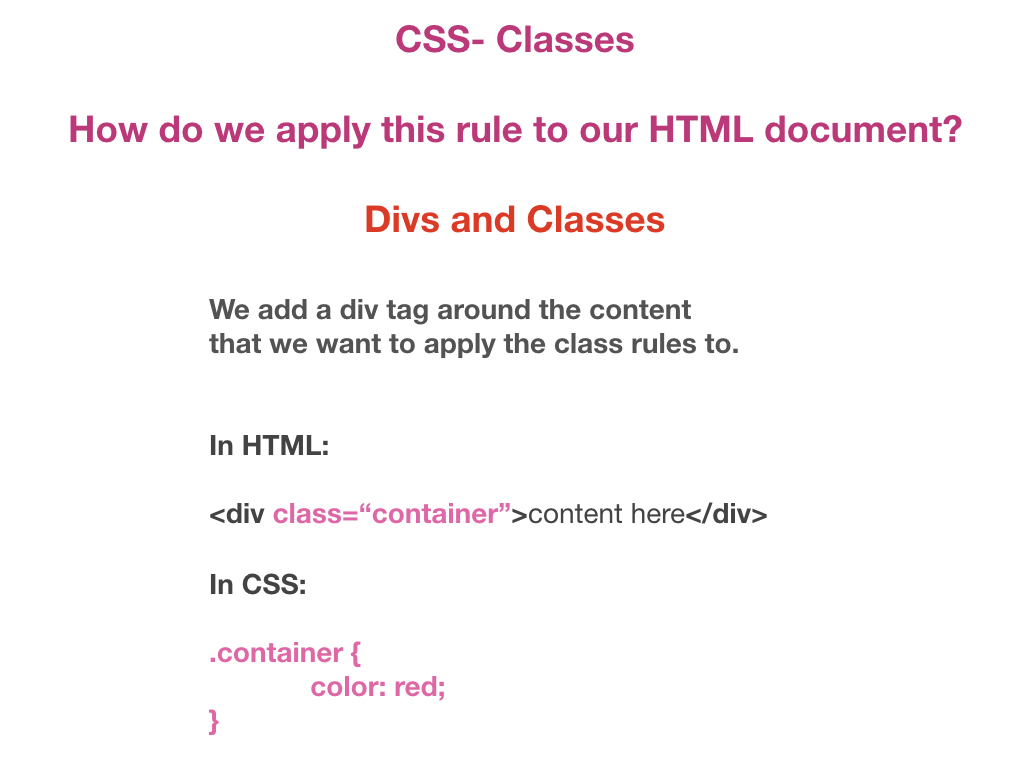 CSS- Classes
How do we apply this rule to our HTML document?
Divs and Classes
We add a div tag around the content
that we want to apply the class rules to.
In HTML:
<div class=“container”>content here</div>
In CSS:
.container {
color: red;
}